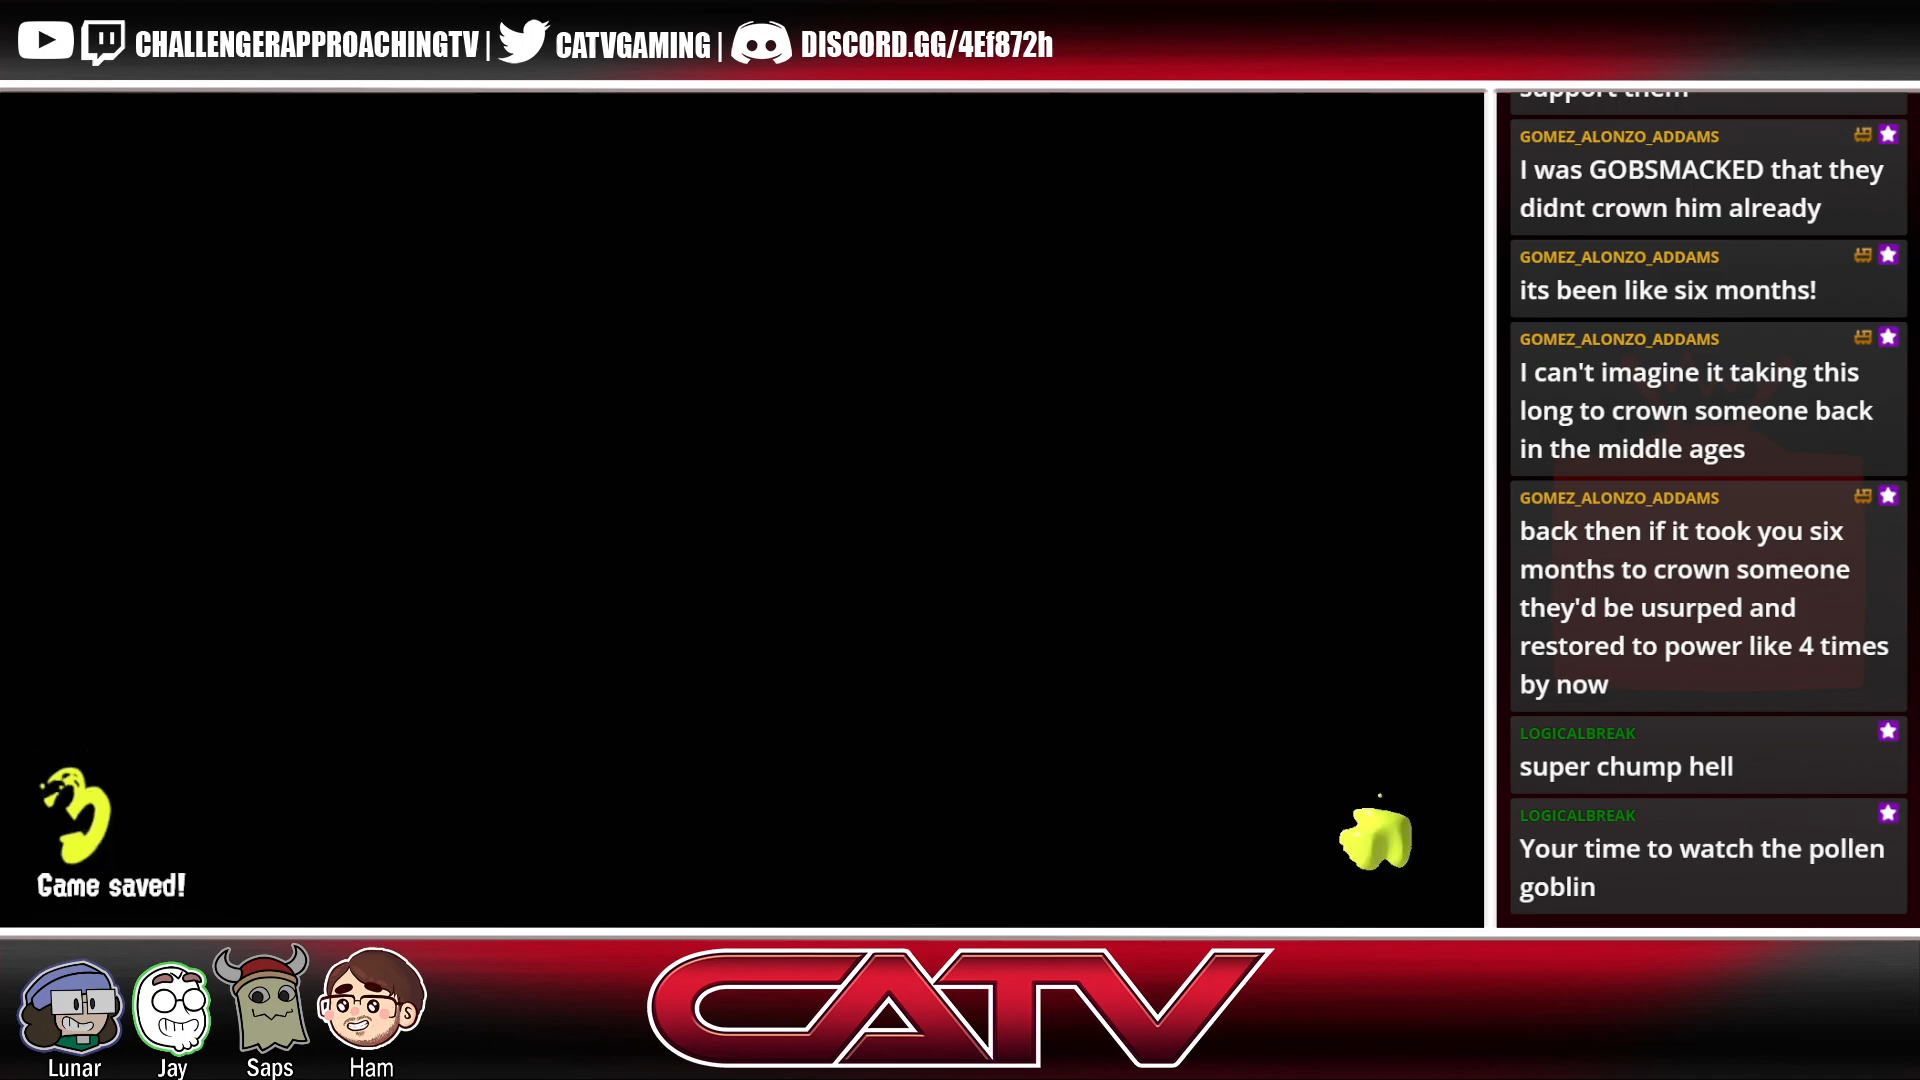 CHALLENGERAPPROACHINGTV | CATVGAMING | DISCORD.GG/4Ef872h
support them
GOMEZ_ALONZO_ADDAMS
I was GOBSMACKED that they
didnt crown him already
GOMEZ_ALONZO_ADDAMS
its been like six months!
GOMEZ_ALONZO_ADDAMS
I can't imagine it taking this
long to crown someone back
in the middle ages
GOMEZ_ALONZO_ADDAMS
back then if it took you six
months to crown someone
they'd be usurped and
restored to power like 4 times
by now
LOGICALBREAK
super chump hell
LOGICALBREAK
Your time to watch the pollen
goblin
Game saved!
CATV
Lunar
Jay
Saps
Ham